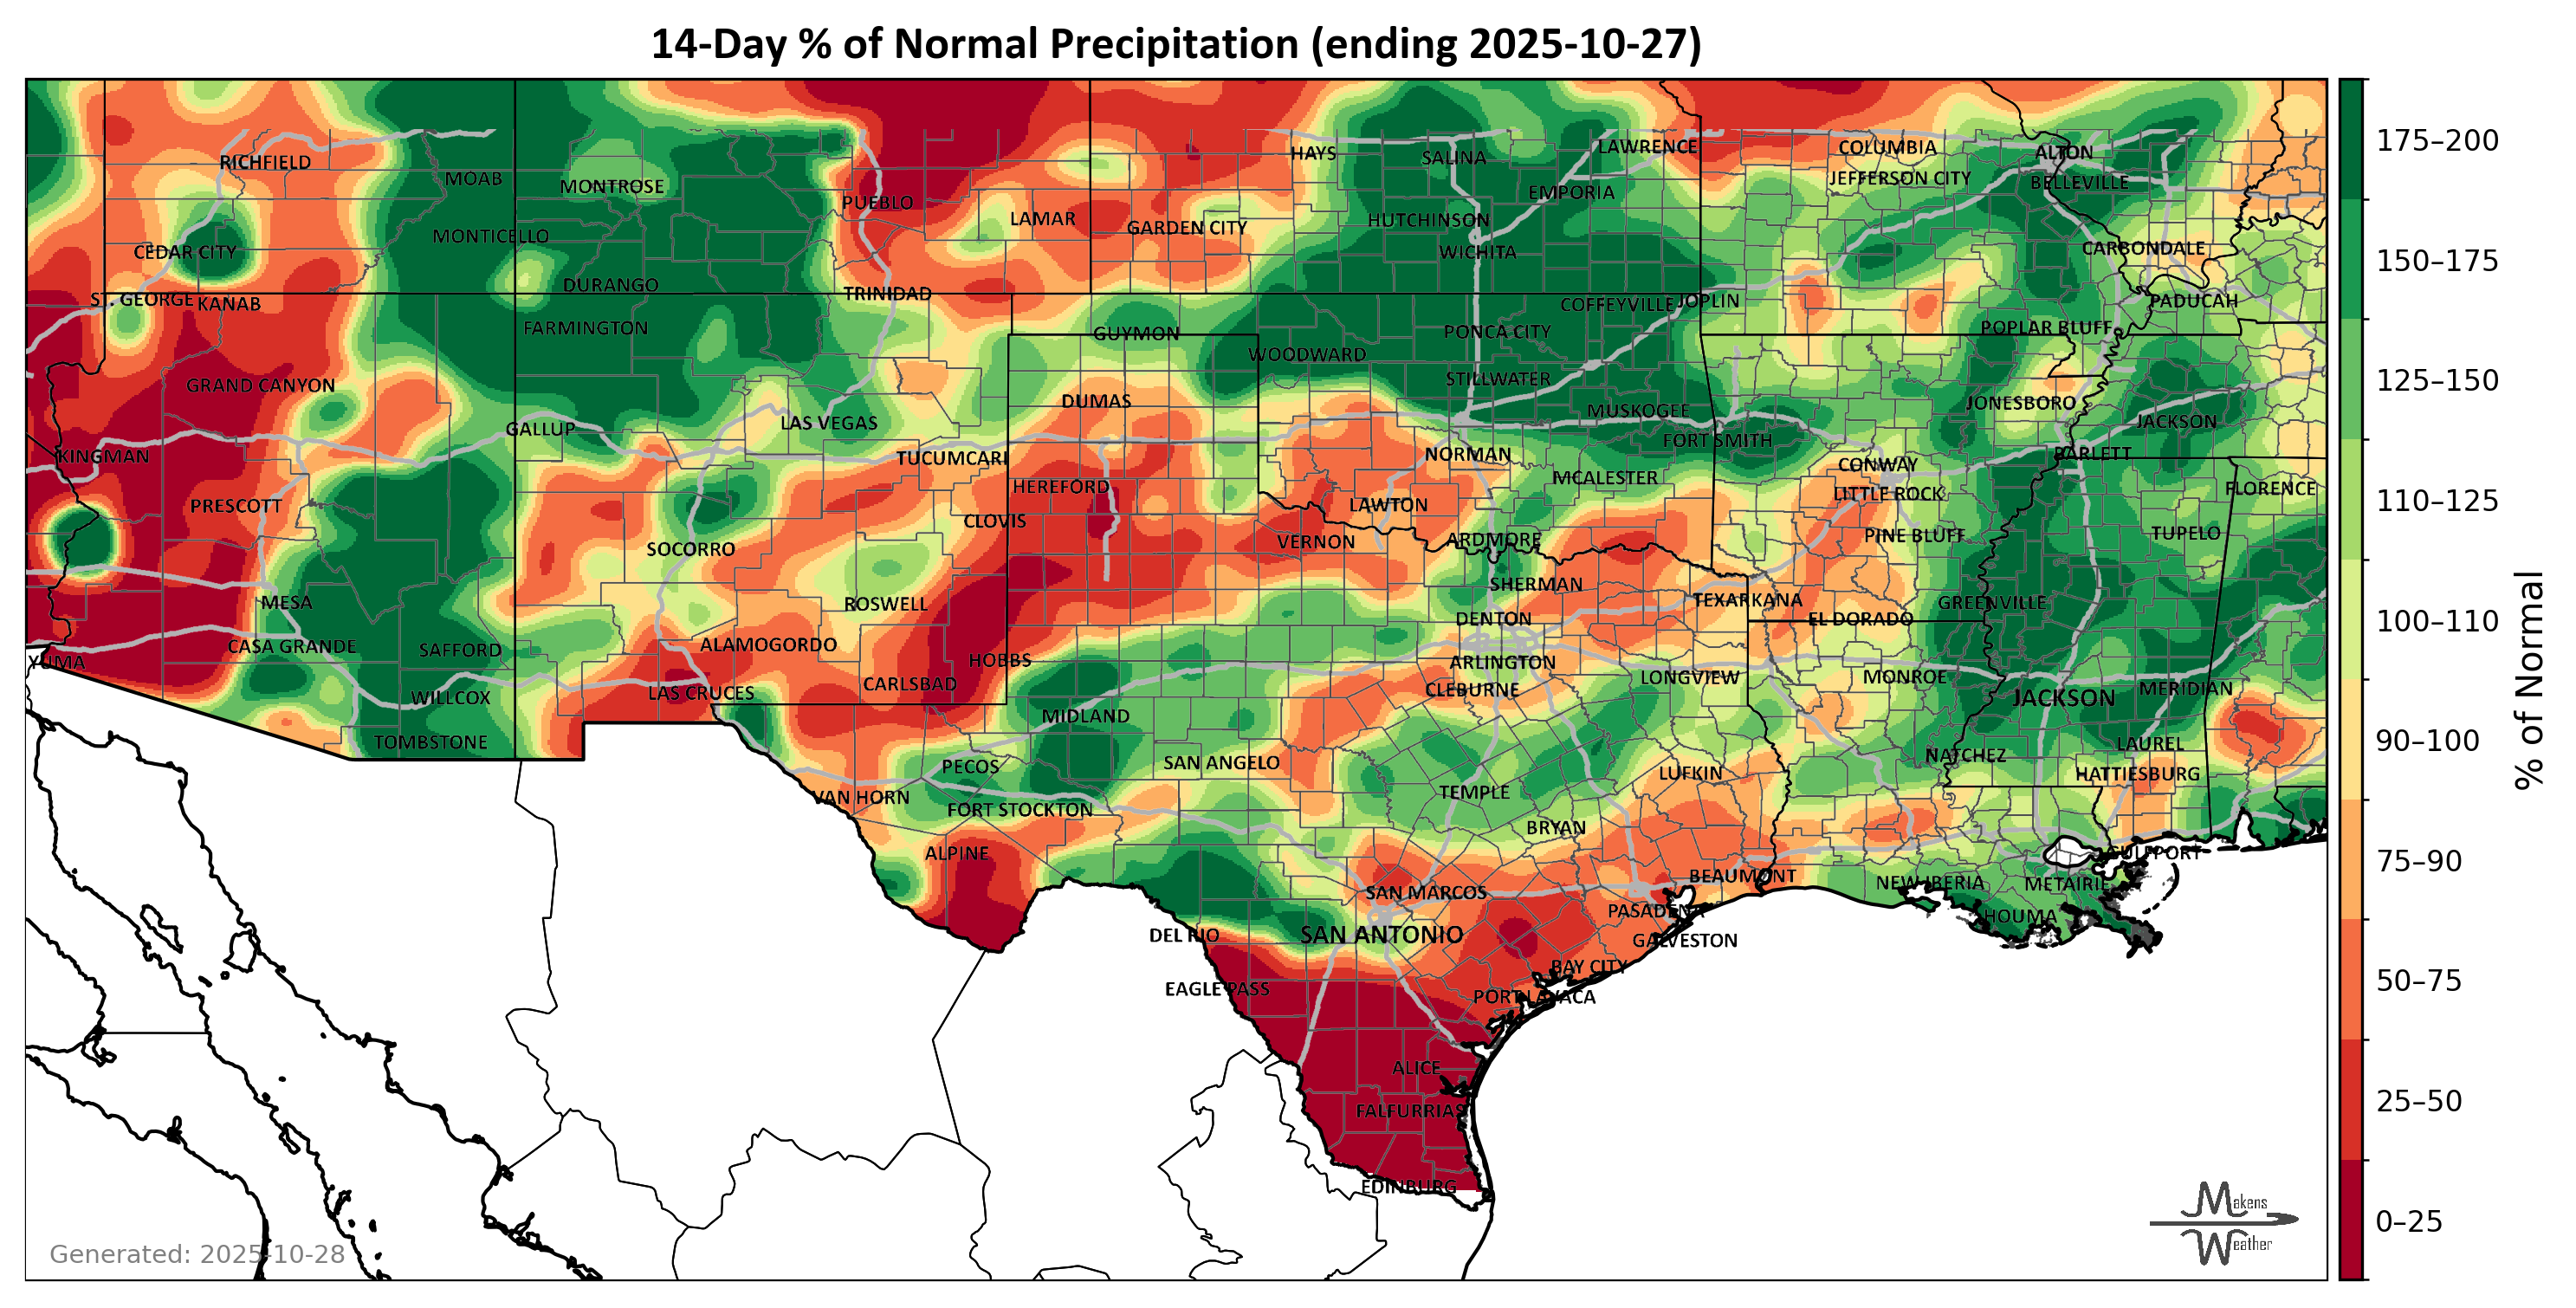 14-Day % of Normal Precipitation (ending 2025-10-27)
HAYS
SALINA
LAWRENCE
COLUMBIA
ALTON
RICHFIELD
MOAB
MONTROSE
EMPORIA
JEFFERSON CITY
BELLEVILLE
PUEBLO
LAMAR
GARDEN CITY
HUTCHINSON
MONTICELLO
CEDAR CITY
WICHITA
CARBONDALE
DURANGO
TRINIDAD
ST. GEORGE
KANAB
COFFEYVILLE
JOPLIN
PADUCAH
FARMINGTON
GUYMON
PONCA CITY
POPLAR BLUFF
WOODWARD
GRAND CANYON
STILLWATER
DUMAS
MUSKOGEE
JONESBORO
JACKSON
GALLUP
LAS VEGAS
FORT SMITH
KINGMAN
TUCUMCARI
NORMAN
BARLETT
CONWAY
HEREFORD
MCALESTER
LITTLE ROCK
FLORENCE
PRESCOTT
LAWTON
CLOVIS
SOCORRO
VERNON
ARDMORE
PINE BLUFF
TUPELO
SHERMAN
MESA
ROSWELL
TEXARKANA
GREENVILLE
DENTON
EL DORADO
CASA GRANDE
SAFFORD
ALAMOGORDO
YUMA
HOBBS
ARLINGTON
LONGVIEW
MONROE
CARLSBAD
CLEBURNE
WILLCOX
LAS CRUCES
JACKSON
MERIDIAN
MIDLAND
TOMBSTONE
LAUREL
PECOS
SAN ANGELO
NATCHEZ
LUFKIN
HATTIESBURG
VAN HORN
FORT STOCKTON
TEMPLE
BRYAN
ALPINE
GULFPORT
SAN MARCOS
BEAUMONT
NEW IBERIA
METAIRIE
PASADENA
HOUMA
DEL RIO
SAN ANTONIO
GALVESTON
BAY CITY
EAGLE PASS
PORT LAVACA
ALICE
FALFURRIAS
EDINBURG
175–200
150–175
125–150
110–125
100–110
90–100
75–90
50–75
25–50
0–25
% of Normal
Generated: 2025-10-28
Makens
Weather